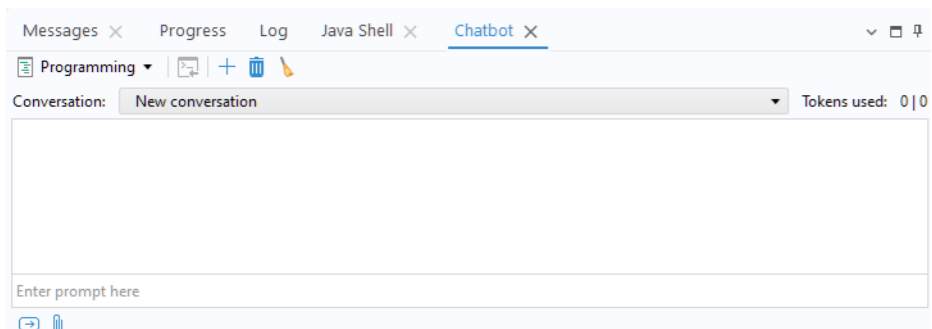 Messages Progress Log Java Shell Chatbot
Programming
Conversation: New conversation Tokens used: 0 | 0
Enter prompt here